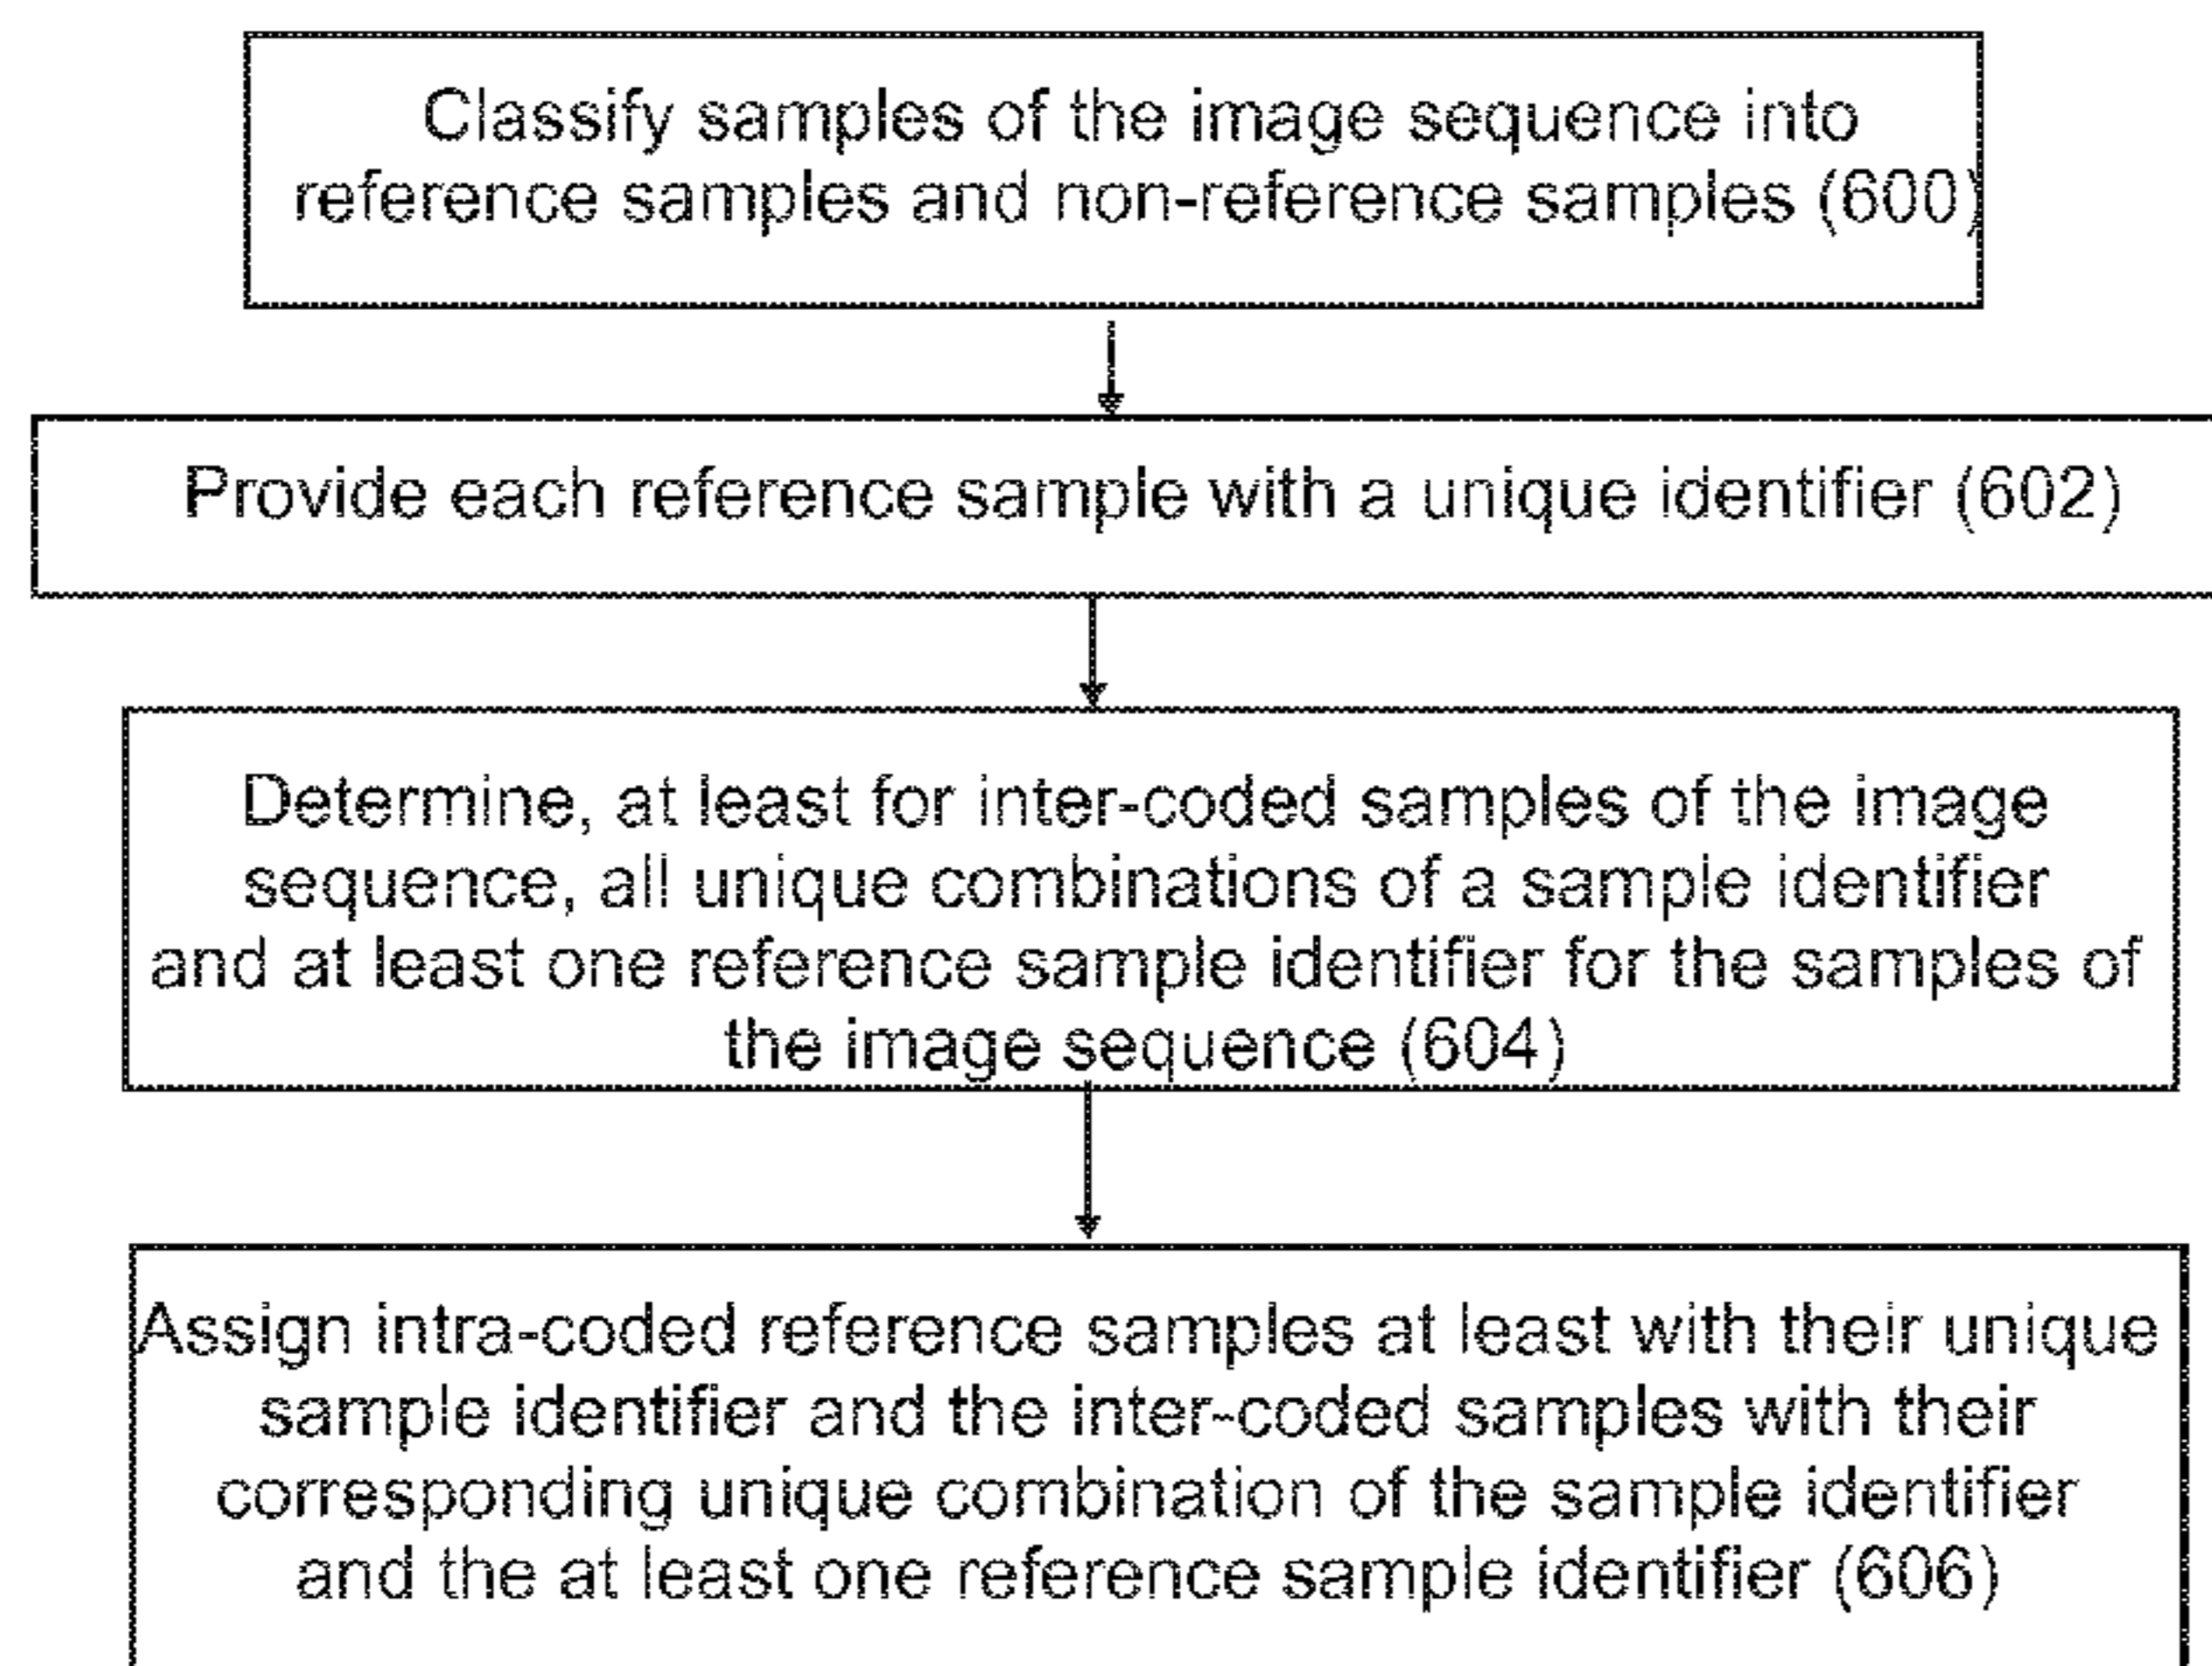 Classify samples of the image sequence into
reference samples and non-reference samples (600)
Provide each reference sample with a unique identifier (602)
Determine, at least for inter-coded samples of the image
sequence, all unique combinations of a sample identifier
and at least one reference sample identifier for the samples of
the image sequence (604)
Assign intra-coded reference samples at least with their unique
sample identifier and the inter-coded samples with their
corresponding unique combination of the sample identifier
and the at least one reference sample identifier (606)